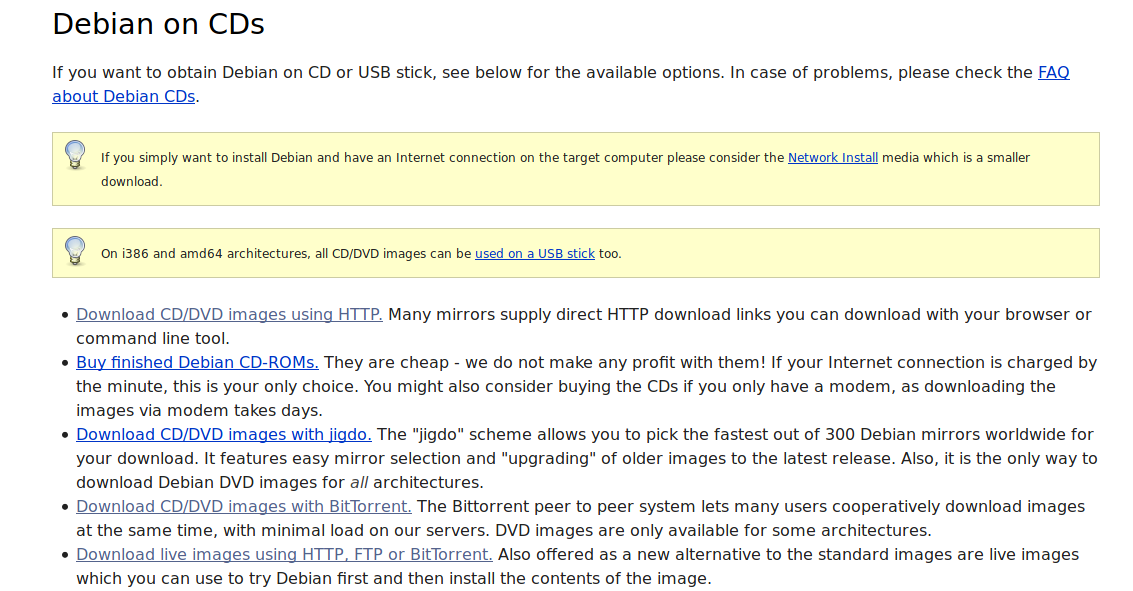 Debian on CDs
If you want to obtain Debian on CD or USB stick, see below for the available options. In case of problems, please check the FAQ
about Debian CDs.
If you simply want to install Debian and have an Internet connection on the target computer please consider the Network Install media which is a smaller
download.
On i386 and amd64 architectures, all CD/DVD images can be used on a USB stick too.
• Download CD/DVD images using HTTP. Many mirrors supply direct HTTP download links you can download with your browser or
command line tool.
• Buy finished Debian CD-ROMs. They are cheap - we do not make any profit with them! If your Internet connection is charged by
the minute, this is your only choice. You might also consider buying the CDs if you only have a modem, as downloading the
images via modem takes days.
• Download CD/DVD images with jigdo. The "jigdo" scheme allows you to pick the fastest out of 300 Debian mirrors worldwide for
your download. It features easy mirror selection and "upgrading" of older images to the latest release. Also, it is the only way to
download Debian DVD images for all architectures.
• Download CD/DVD images with BitTorrent. The Bittorrent peer to peer system lets many users cooperatively download images
at the same time, with minimal load on our servers. DVD images are only available for some architectures.
• Download live images using HTTP, FTP or BitTorrent. Also offered as a new alternative to the standard images are live images
which you can use to try Debian first and then install the contents of the image.